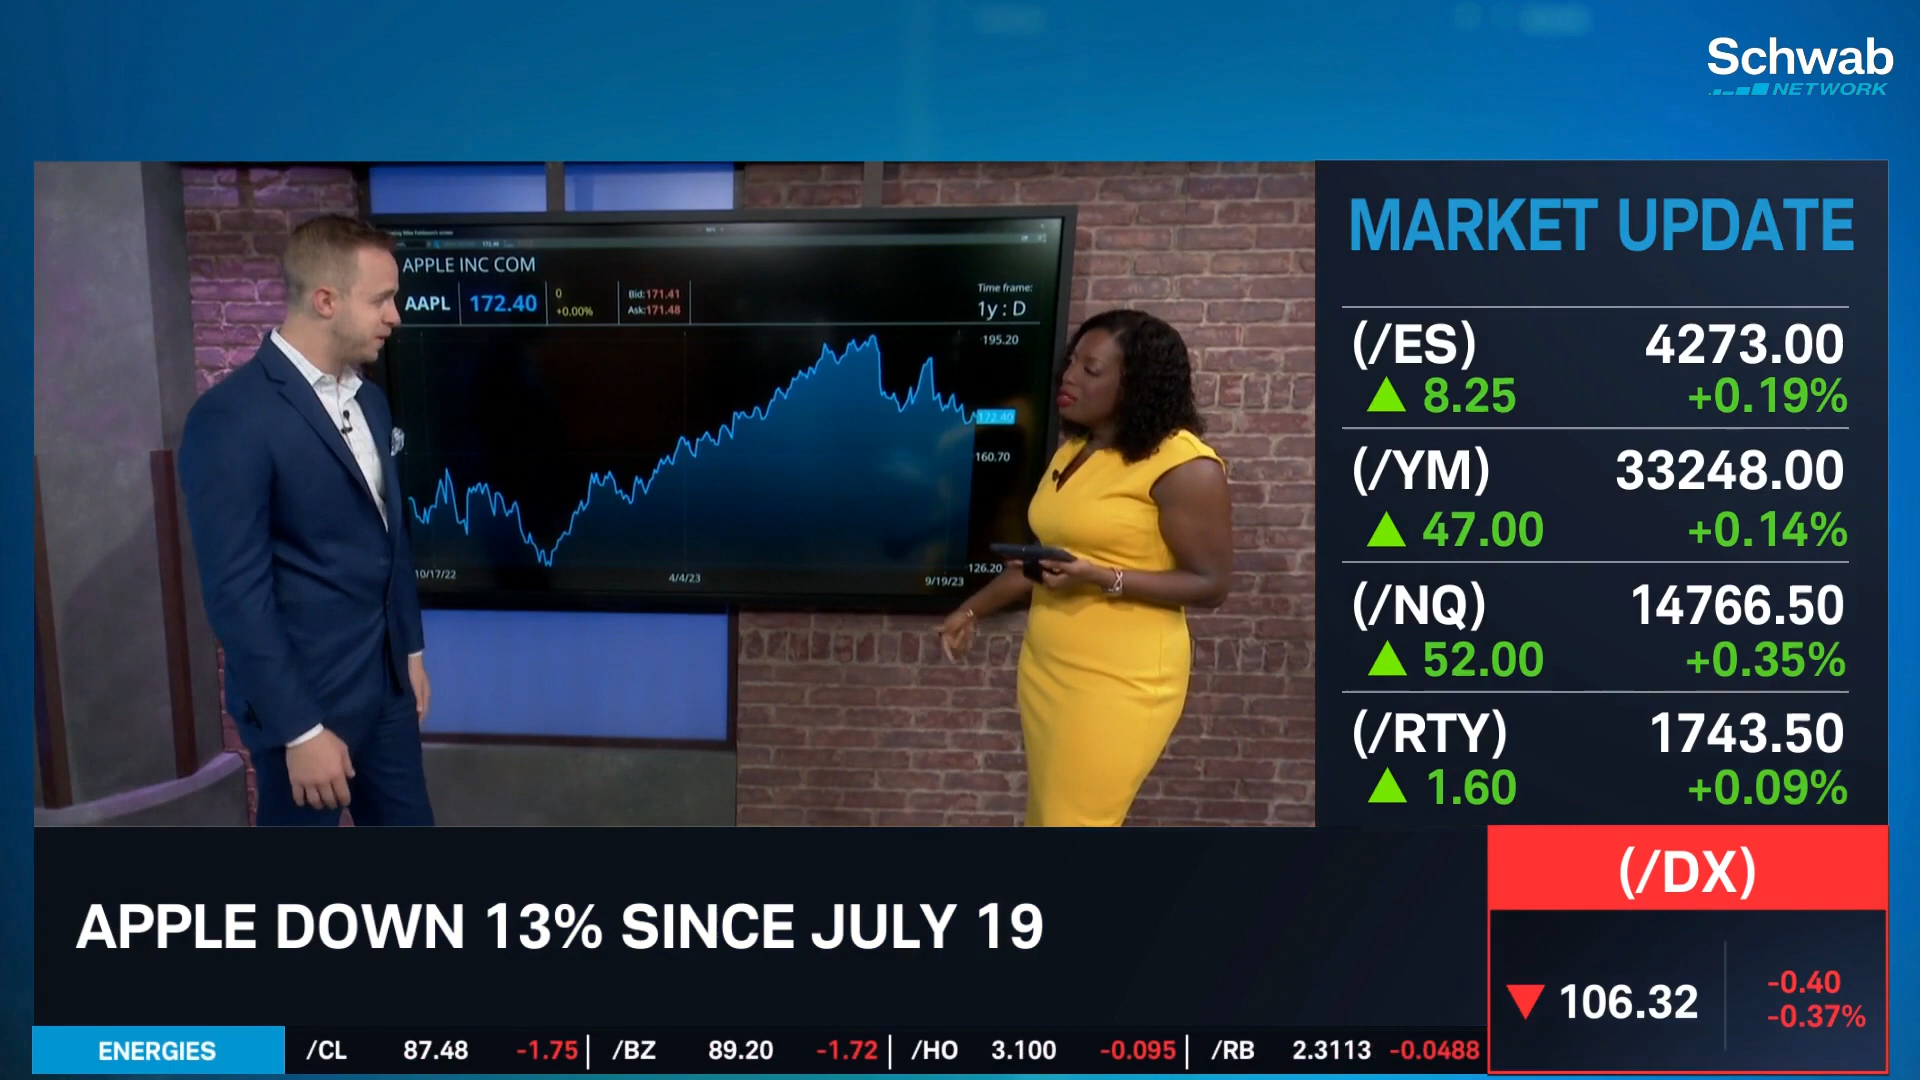 Schwab
NETWORK
APPLE INC COM
AAPL 172.40 0 +0.00% Bid:171.41 Ask:171.48
Time frame:
1y : D
195.20
172.40
160.70
126.20
10/17/22 4/4/23 9/19/23
MARKET UPDATE
(/ES) 4273.00
8.25 +0.19%
(/YM) 33248.00
47.00 +0.14%
(/NQ) 14766.50
52.00 +0.35%
(/RTY) 1743.50
1.60 +0.09%
APPLE DOWN 13% SINCE JULY 19
(/DX)
106.32
-0.40
-0.37%
ENERGIES /CL 87.48 -1.75 /BZ 89.20 -1.72 /HO 3.100 -0.095 /RB 2.3113 -0.0488